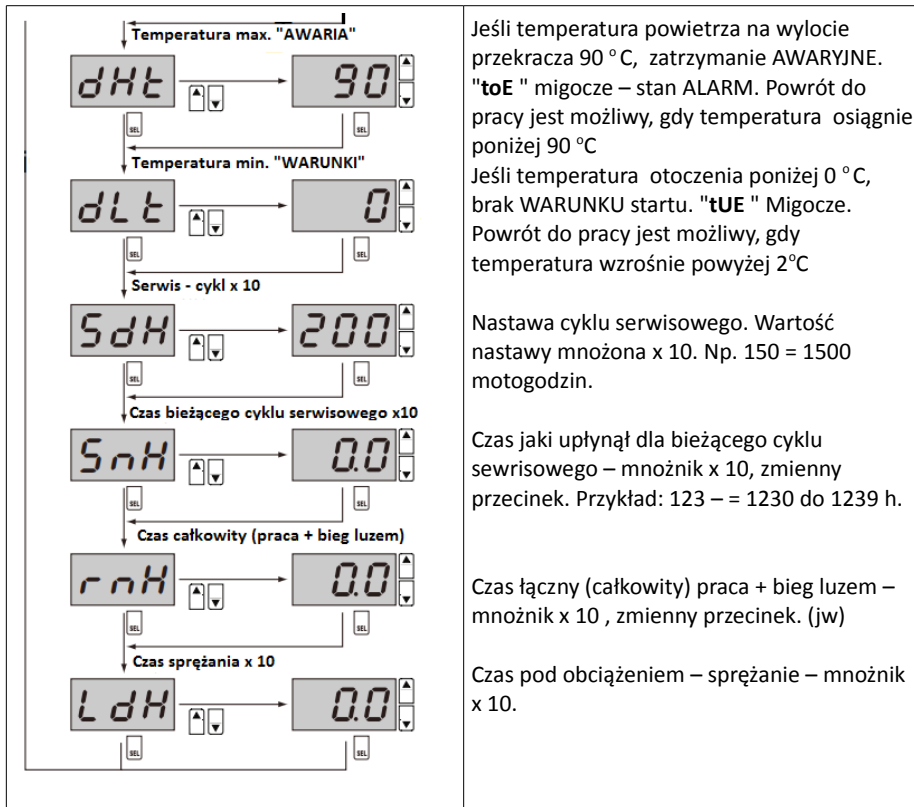 Temperatura max. "AWARIA"
dHt
90
SEL
SEL
Temperatura min. "WARUNKI"
dLt
0
SEL
SEL
Serwis - cykl x 10
SdH
200
SEL
SEL
Czas bieżącego cyklu serwisowego x10
SnH
0.0
SEL
SEL
Czas całkowity (praca + bieg luzem)
rnH
0.0
SEL
SEL
Czas sprężania x 10
LdH
0.0
SEL
SEL
Jeśli temperatura powietrza na wylocie
przekracza 90 °C, zatrzymanie AWARYJNE.
"toE " migocze – stan ALARM. Powrót do
pracy jest możliwy, gdy temperatura osiągnie
poniżej 90 °C
Jeśli temperatura otoczenia poniżej 0 °C,
brak WARUNKU startu. "tUE " Migocze.
Powrót do pracy jest możliwy, gdy
temperatura wzrośnie powyżej 2°C
Nastawa cyklu serwisowego. Wartość
nastawy mnożona x 10. Np. 150 = 1500
motogodzin.
Czas jaki upłynął dla bieżącego cyklu
sewrisowego – mnożnik x 10, zmienny
przecinek. Przykład: 123 – = 1230 do 1239 h.
Czas łączny (całkowity) praca + bieg luzem –
mnożnik x 10 , zmienny przecinek. (jw)
Czas pod obciążeniem – sprężanie – mnożnik
x 10.